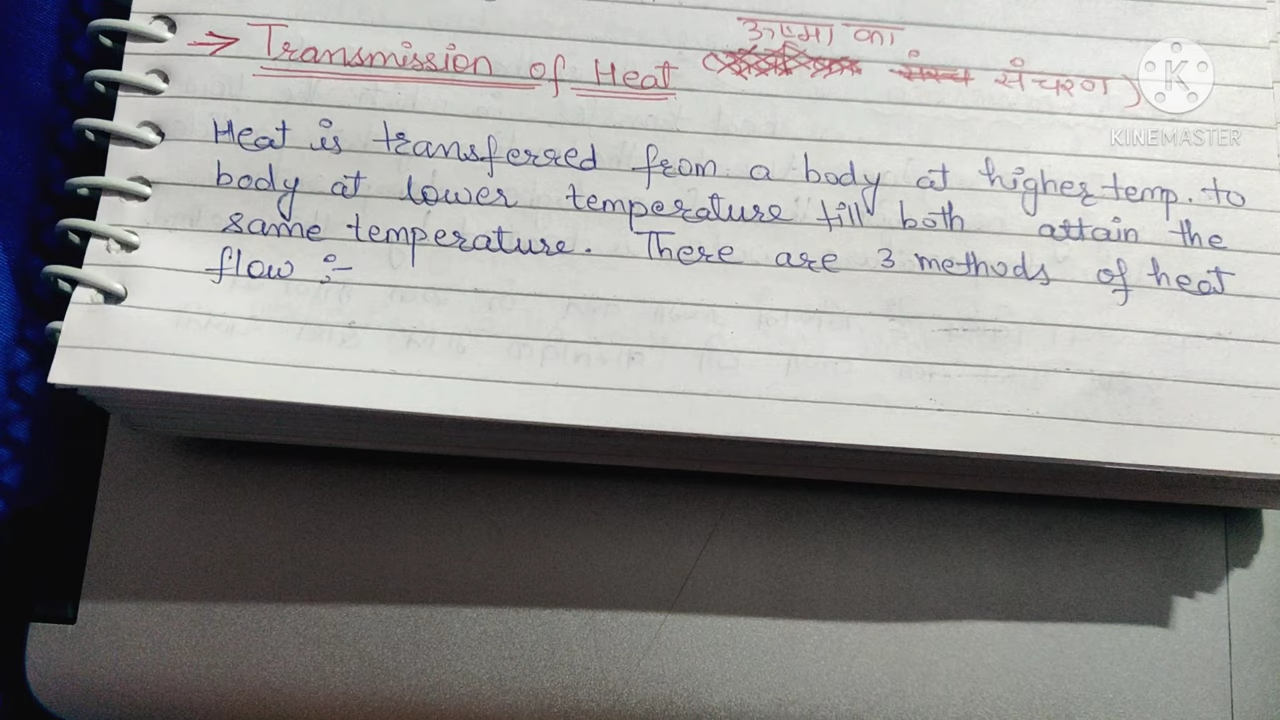 ऊष्मा का
→ Transmission of Heat ( संचरण)
Heat is transferred from a body at higher temp. to
body at lower temperature till both attain the
same temperature. There are 3 methods of heat
flow :-
K
KINEMASTER